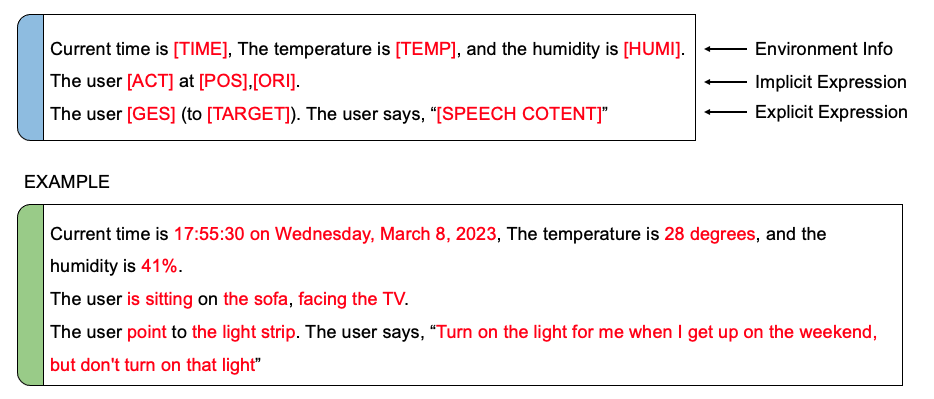 Current time is [TIME], The temperature is [TEMP], and the humidity is [HUMI].
Environment Info
The user [ACT] at [POS],[ORI].
Implicit Expression
The user [GES] (to [TARGET]). The user says, “[SPEECH COTENT]”
Explicit Expression
EXAMPLE
Current time is 17:55:30 on Wednesday, March 8, 2023, The temperature is 28 degrees, and the
humidity is 41%.
The user is sitting on the sofa, facing the TV.
The user point to the light strip. The user says, “Turn on the light for me when I get up on the weekend,
but don't turn on that light”